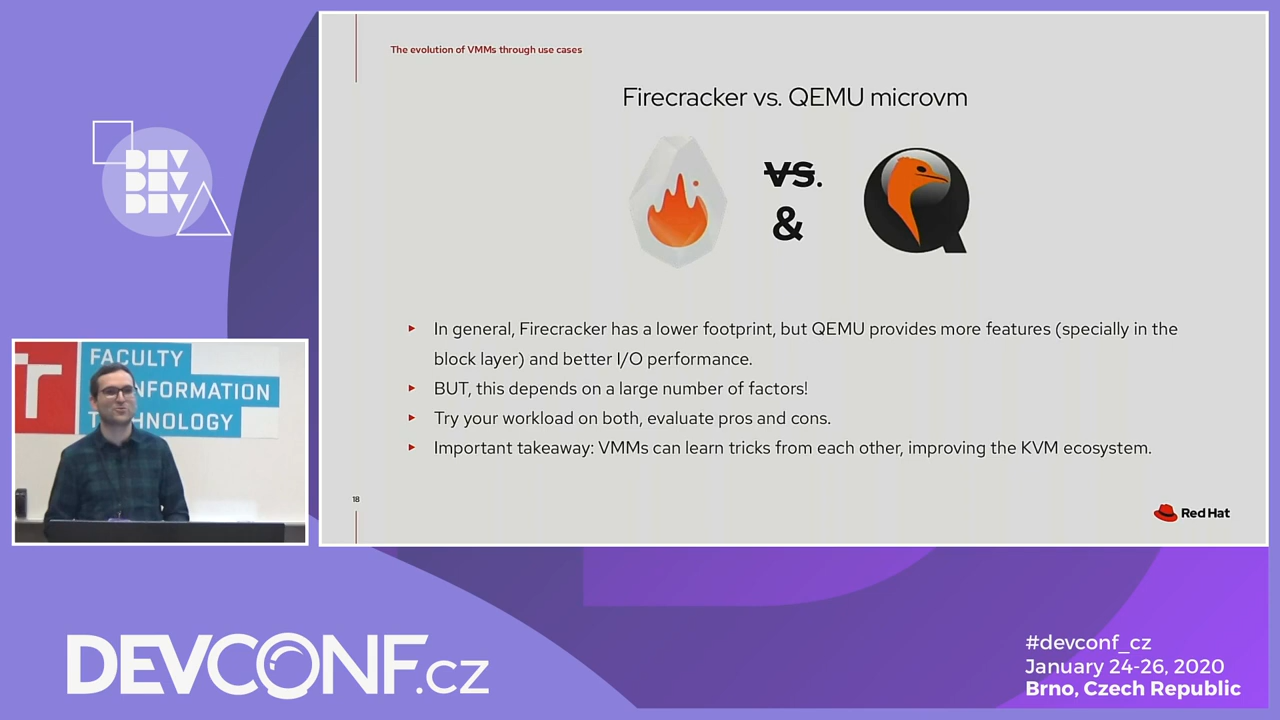 The evolution of VMMs through use cases
Firecracker vs. QEMU microvm
vs.
&
In general, Firecracker has a lower footprint, but QEMU provides more features (specially in the
block layer) and better I/O performance.
BUT, this depends on a large number of factors!
Try your workload on both, evaluate pros and cons.
Important takeaway: VMMs can learn tricks from each other, improving the KVM ecosystem.
18
Red Hat
DEV
DEV
DEV
FACULTY
INFORMATION
TECHNOLOGY
DEVCONF.cz
#devconf_cz
January 24-26, 2020
Brno, Czech Republic